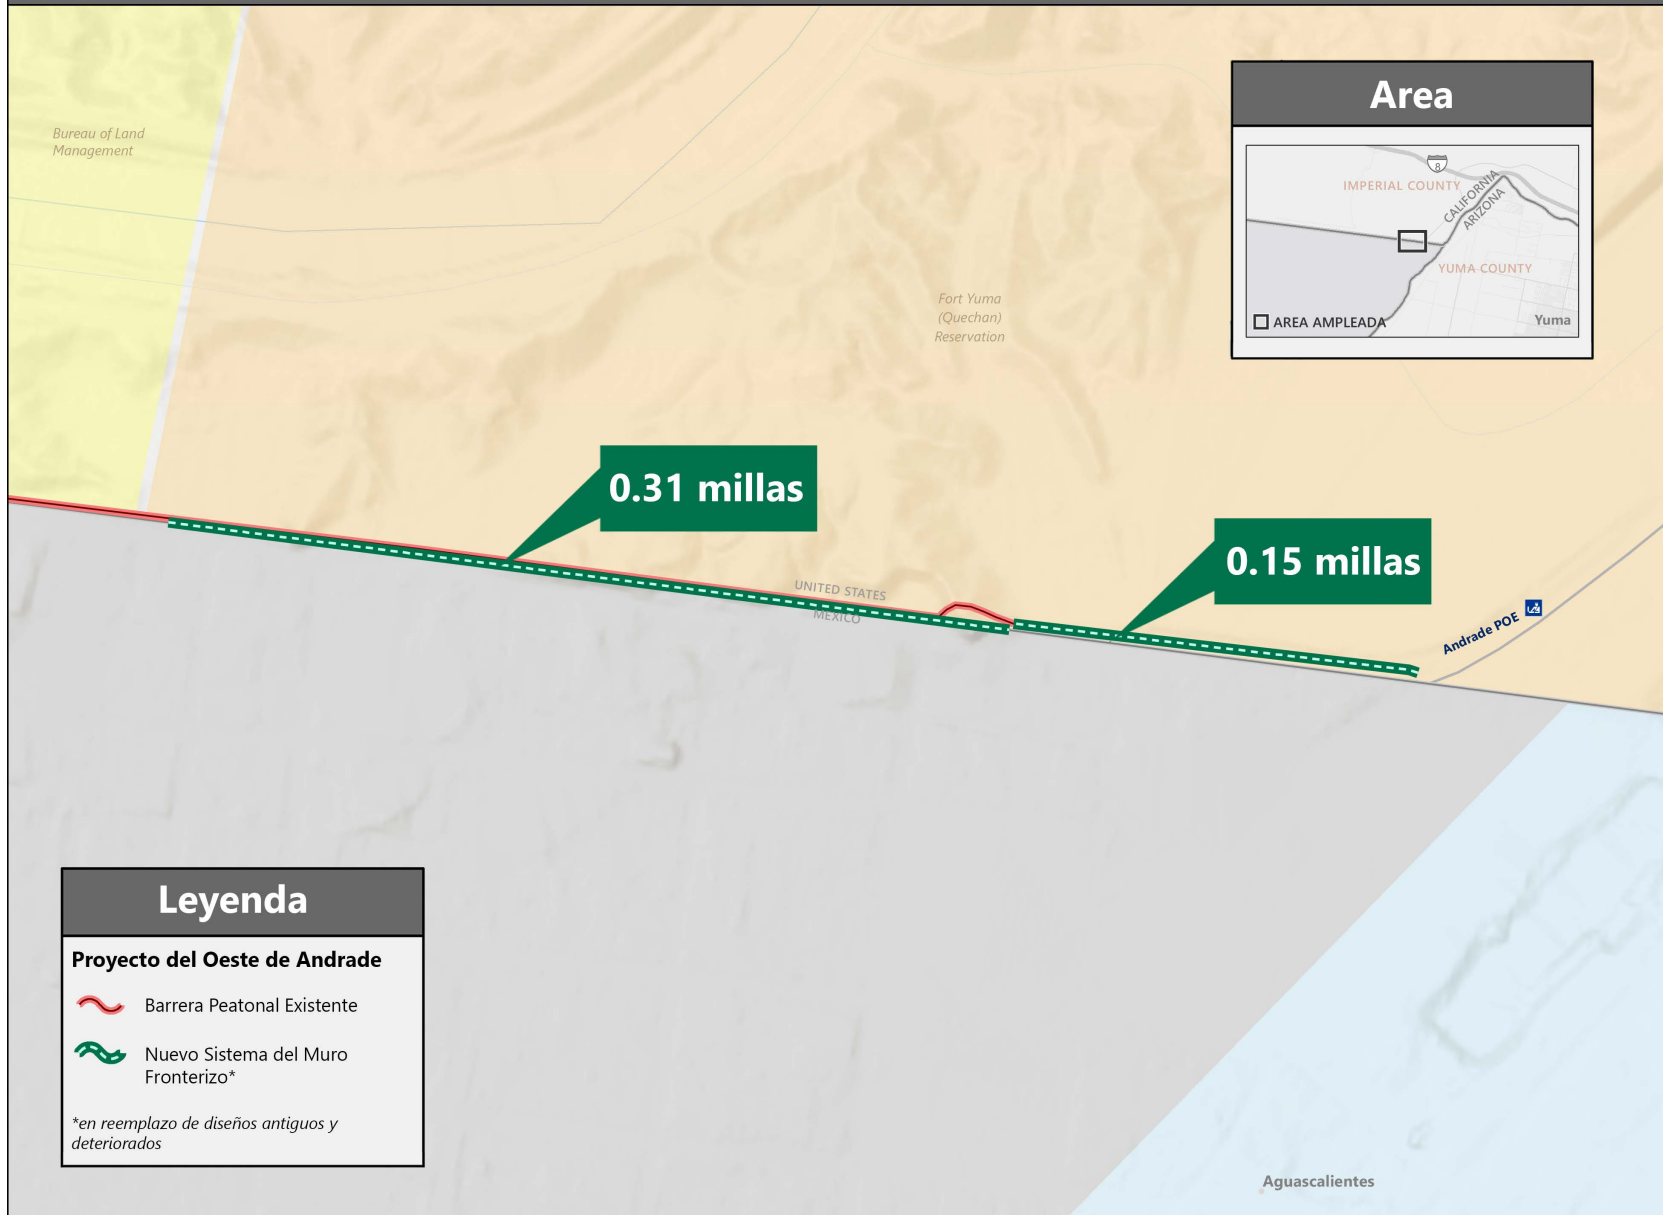 Bureau of Land
Management
Area
8
IMPERIAL COUNTY
CALIFORNIA
ARIZONA
YUMA COUNTY
AREA AMPLEADA
Yuma
Fort Yuma
(Quechan)
Reservation
0.31 millas
0.15 millas
UNITED STATES
MEXICO
Andrade POE
Leyenda
Proyecto del Oeste de Andrade
Barrera Peatonal Existente
Nuevo Sistema del Muro
Fronterizo*
*en reemplazo de diseños antiguos y
deteriorados
Aguascalientes